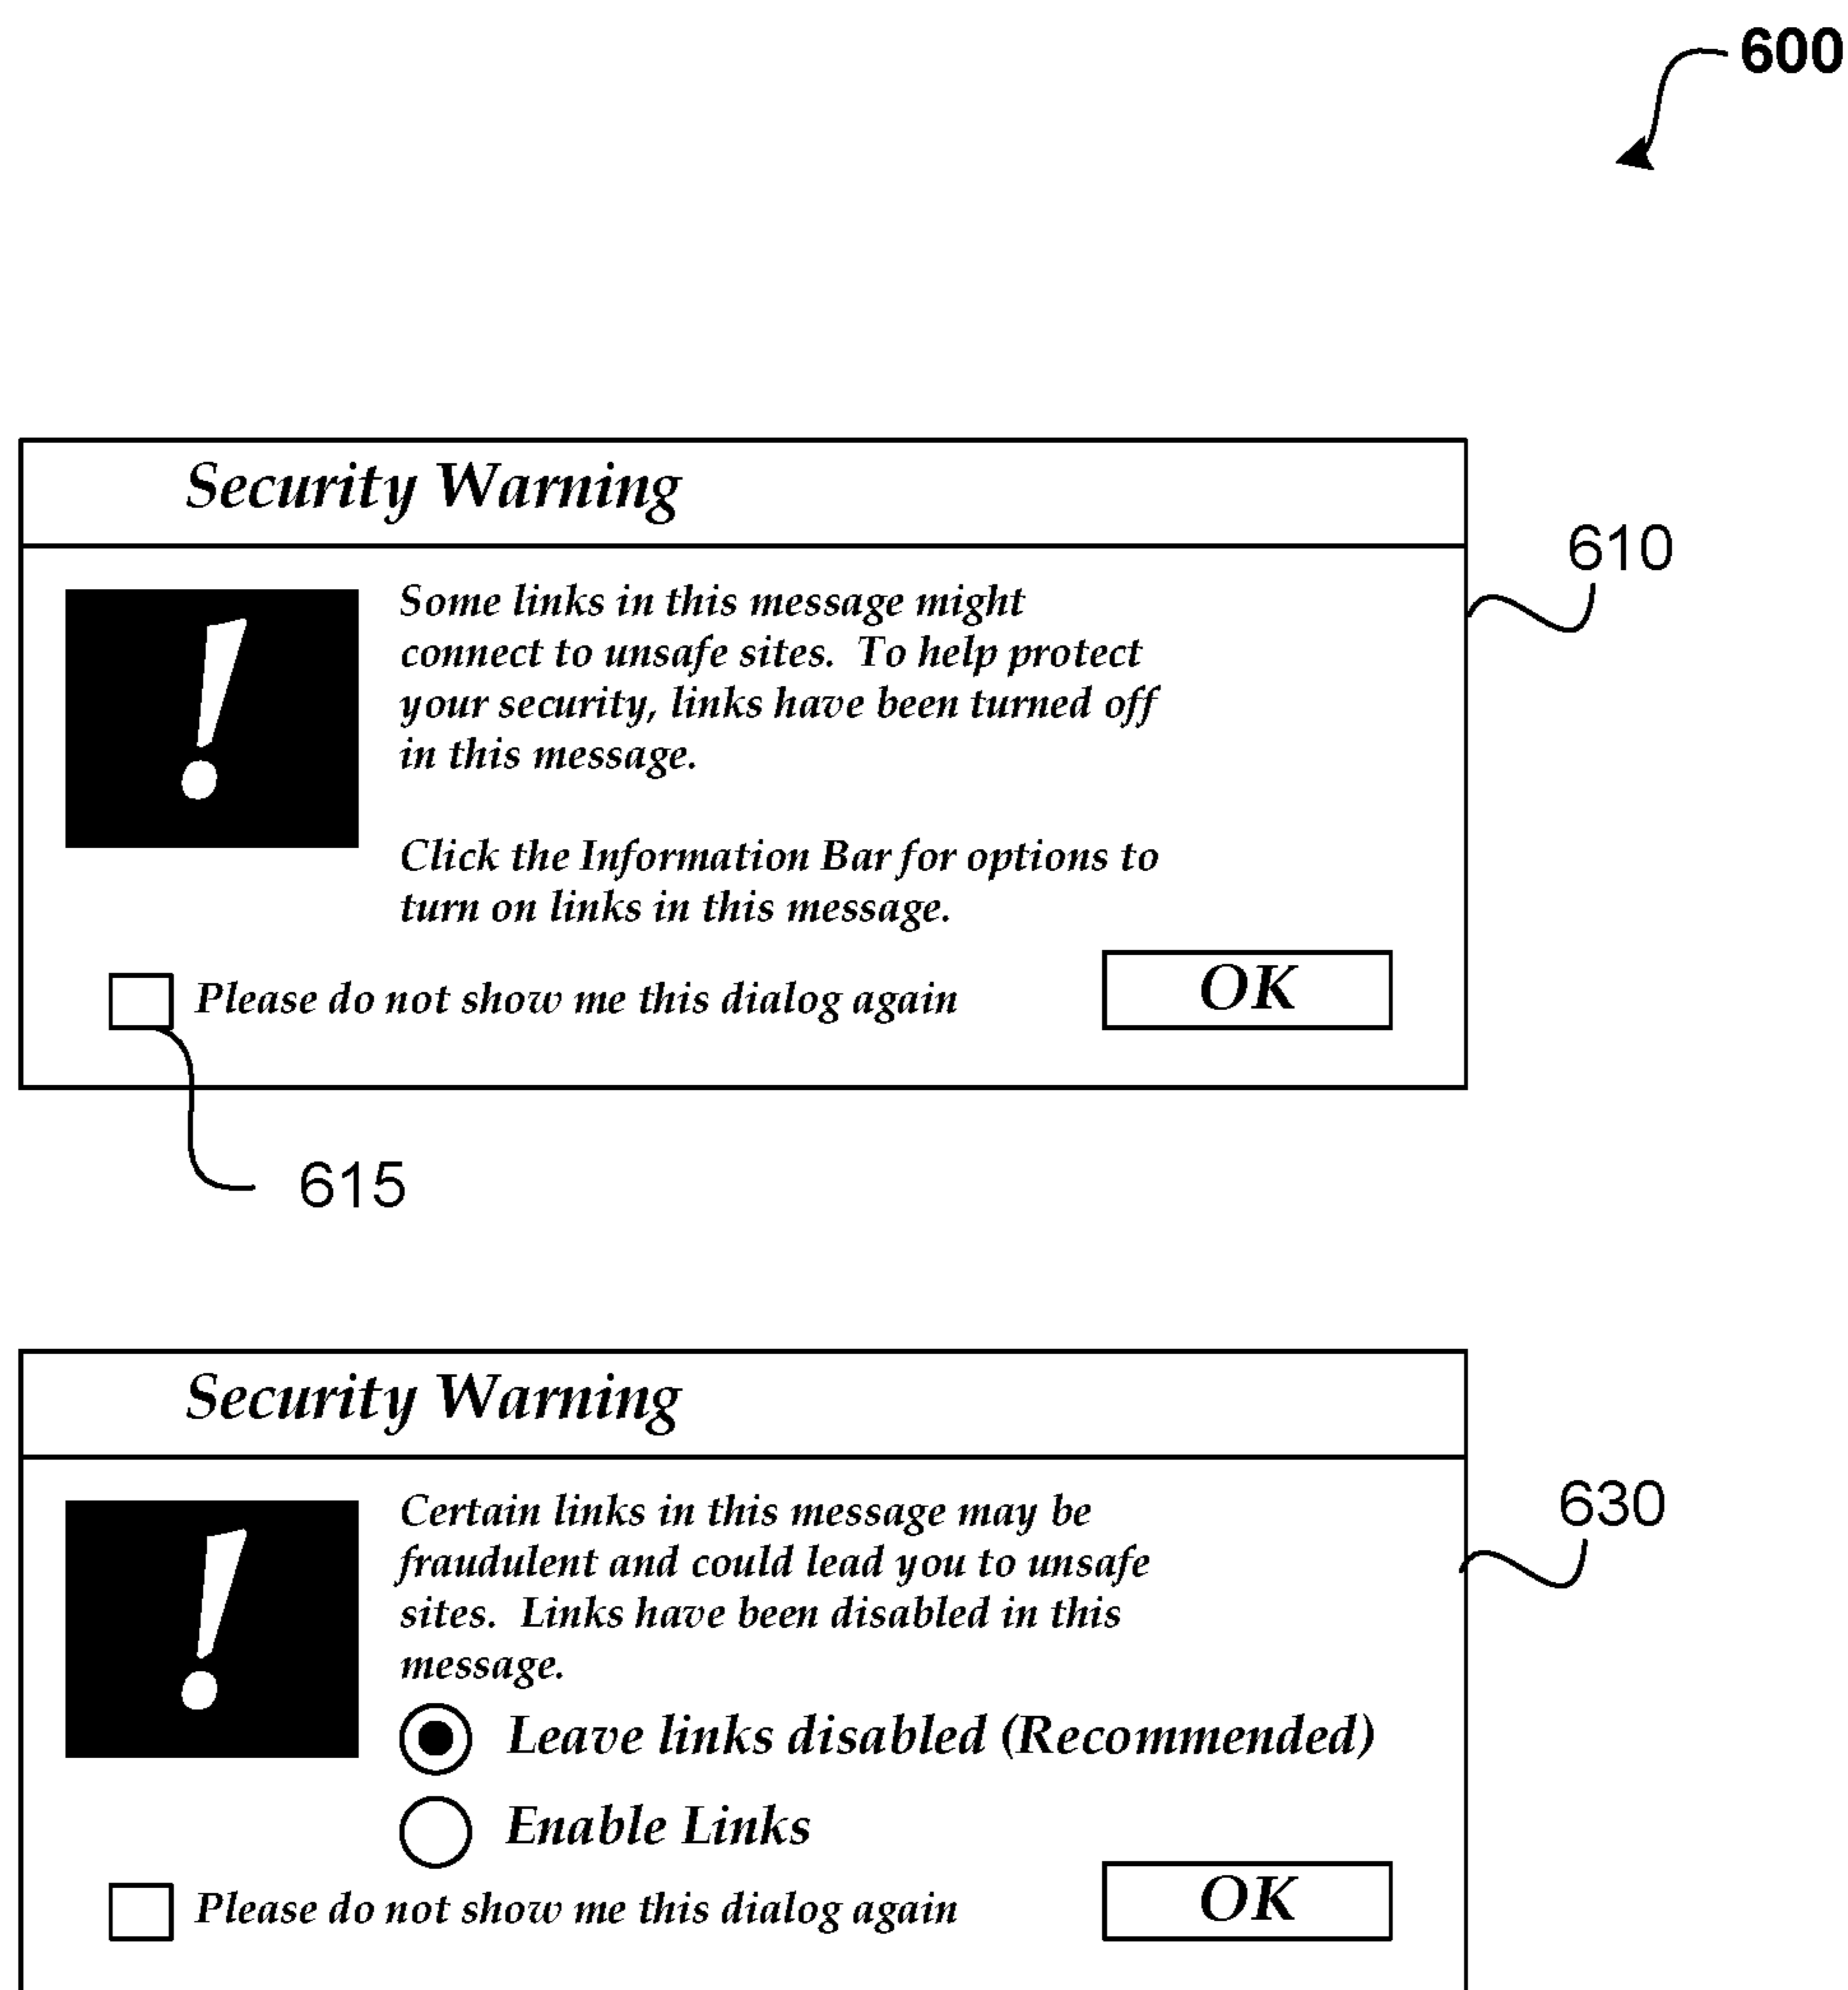 600
Security Warning
610
!
Some links in this message might
connect to unsafe sites.  To help protect
your security, links have been turned off
in this message.
Click the Information Bar for options to
turn on links in this message.
Please do not show me this dialog again
OK
615
Security Warning
630
!
Certain links in this message may be
fraudulent and could lead you to unsafe
sites.  Links have been disabled in this
message.
Leave links disabled (Recommended)
Enable Links
Please do not show me this dialog again
OK